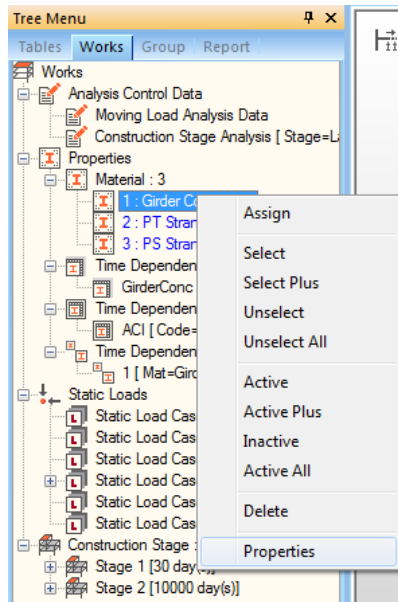 Tree Menu
Tables Works Group Report
Works
Analysis Control Data
Moving Load Analysis Data
Construction Stage Analysis [ Stage=La
Properties
Material : 3
1 : Girder Co
2 : PT Stran
3 : PS Stran
Time Dependen
GirderConc
Time Dependen
ACI [ Code=
Time Dependen
1 [ Mat=Gird
Static Loads
Static Load Cas
Static Load Cas
Static Load Cas
Static Load Cas
Static Load Cas
Static Load Cas
Construction Stage :
Stage 1 [30 day(s)]
Stage 2 [10000 day(s)]
Assign
Select
Select Plus
Unselect
Unselect All
Active
Active Plus
Inactive
Active All
Delete
Properties